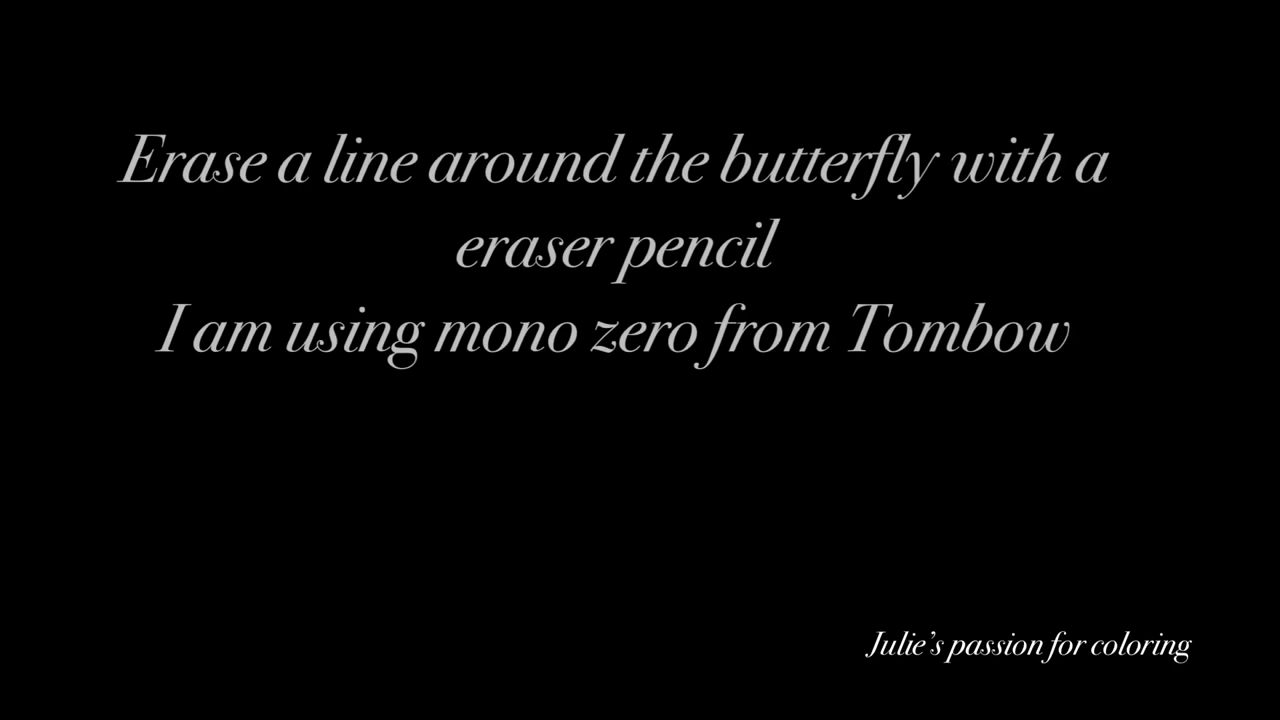 Erase a line around the butterfly with a
eraser pencil
I am using mono zero from Tombow
Julie’s passion for coloring